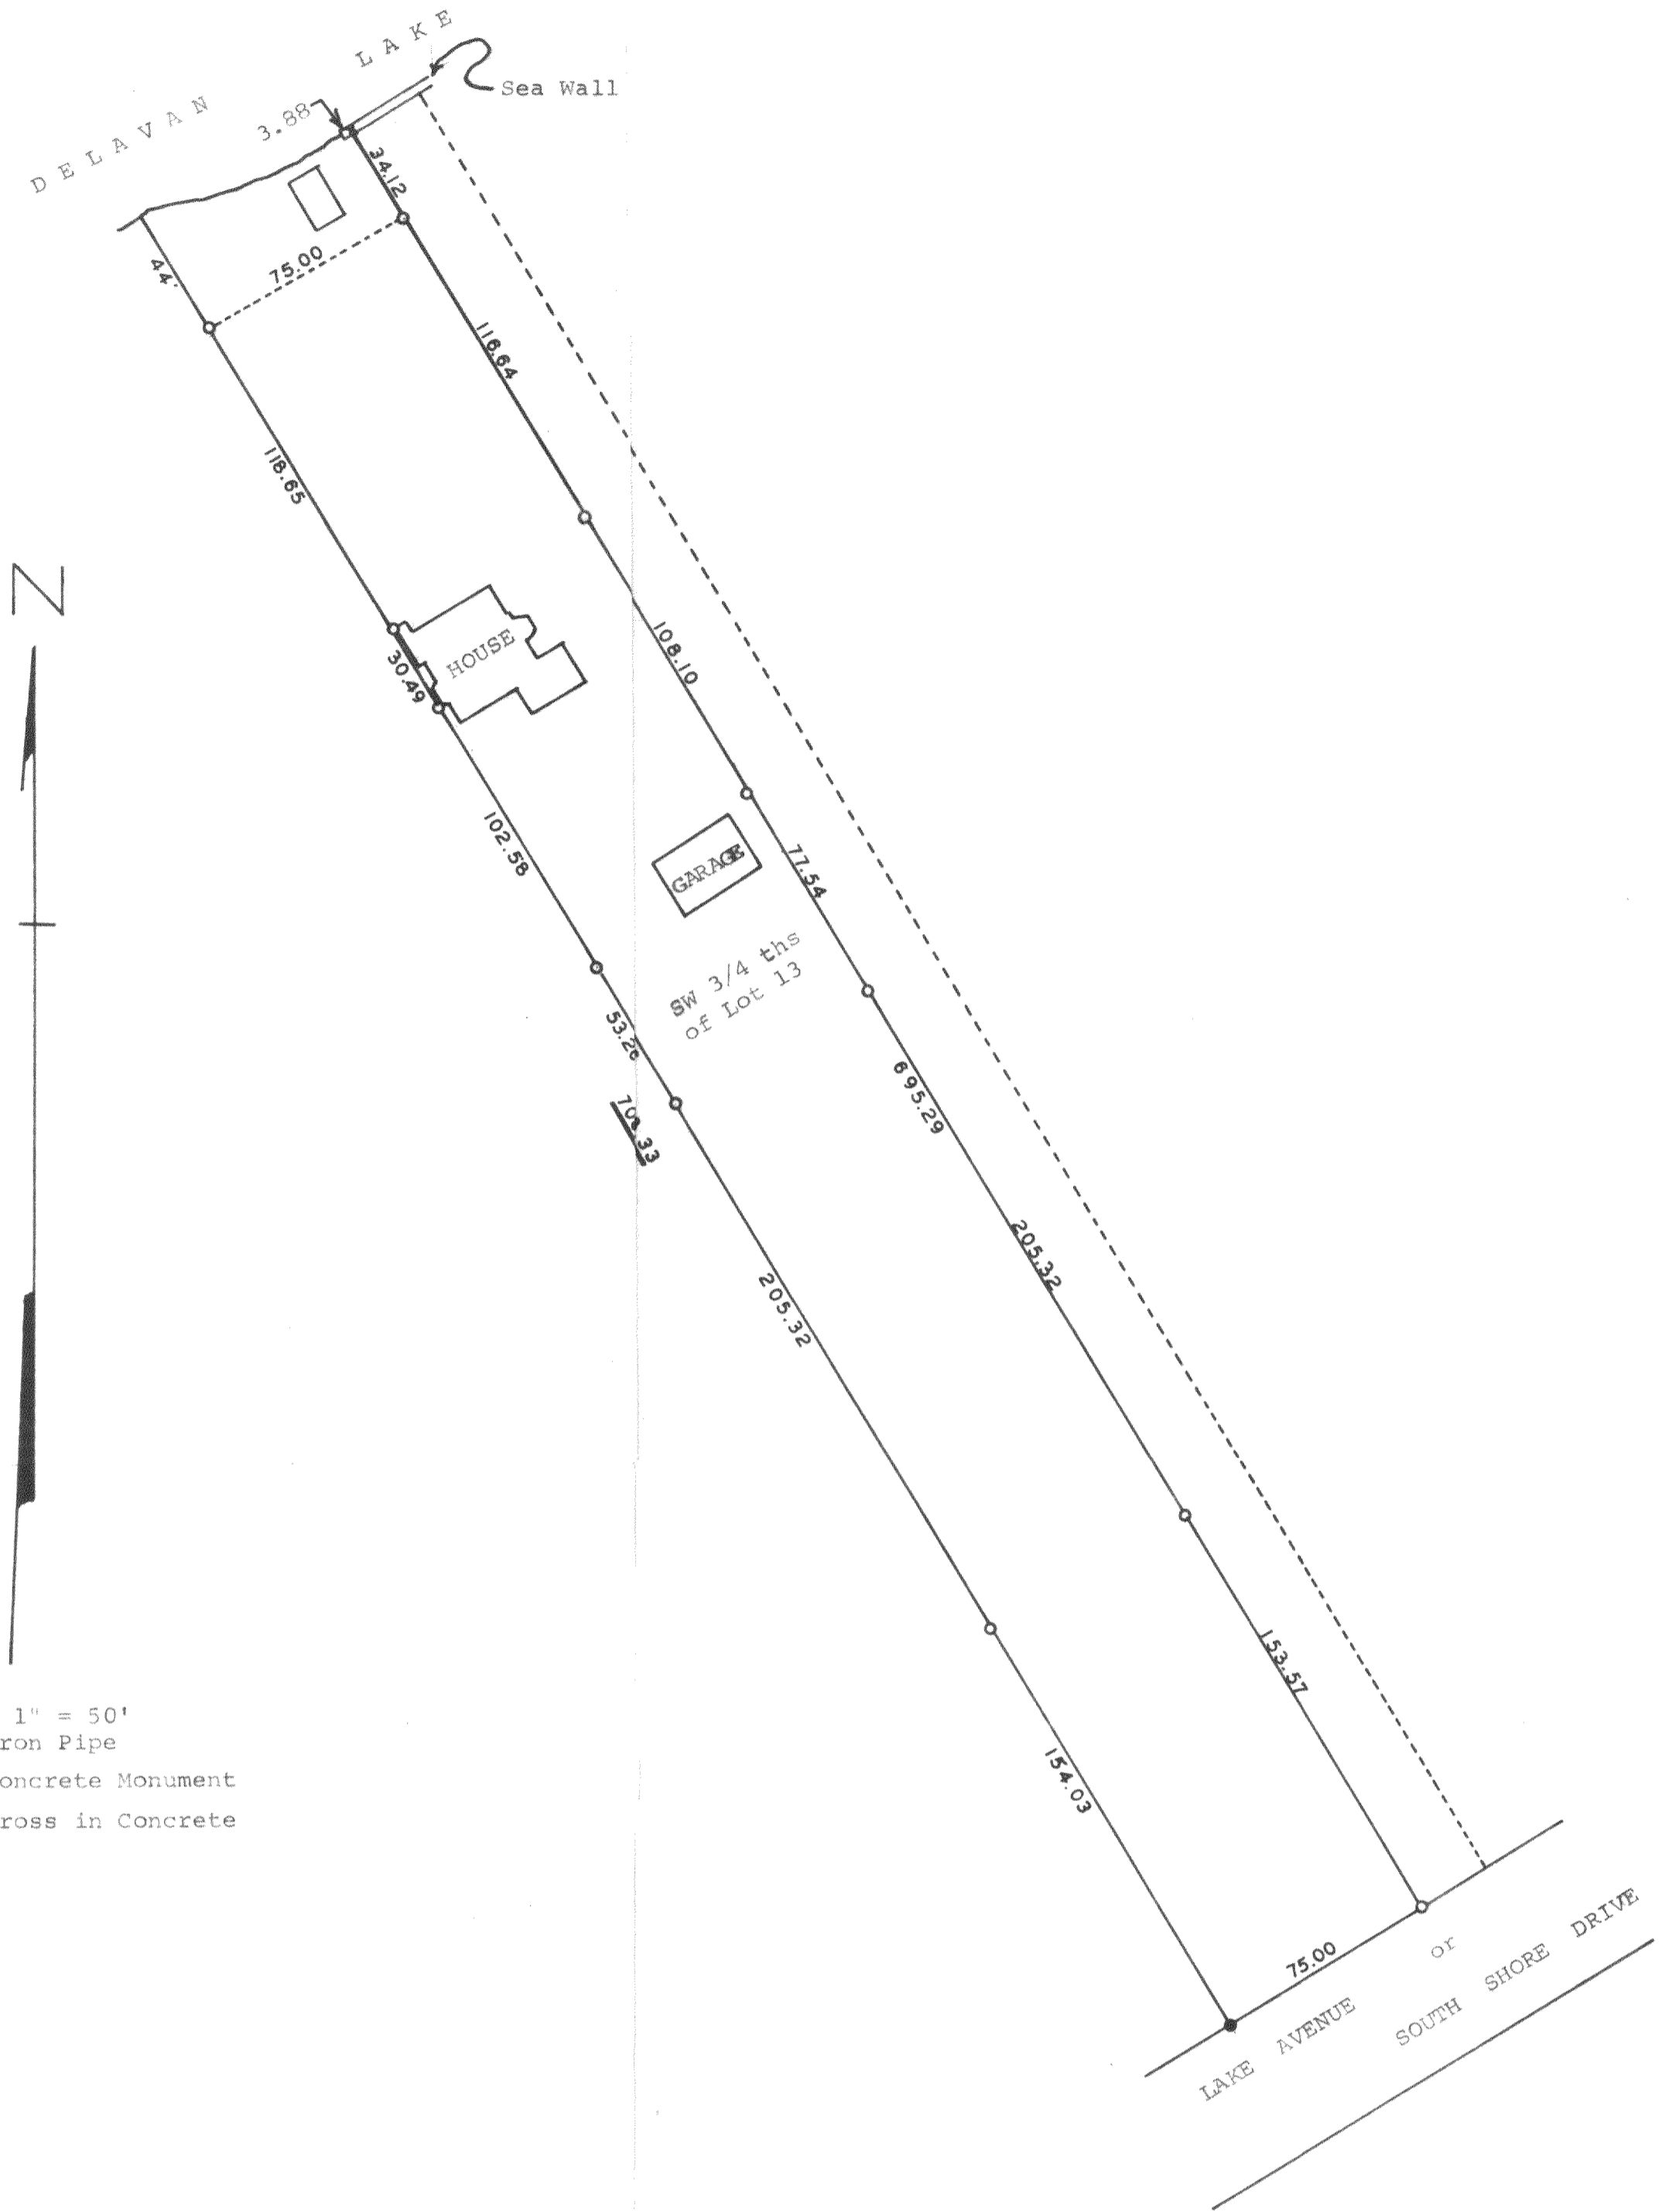 DELAVAN LAKE
Sea Wall
3.88
34.12
44'
75.00
116.64
118.65
HOUSE
30.49
108.10
102.58
GARAGE
77.54
SW 3/4 ths
of Lot 13
53.26
695.29
205.32
205.32
153.57
154.03
75.00
LAKE AVENUE or
SOUTH SHORE DRIVE
N
1" = 50'
ron Pipe
oncrete Monument
ross in Concrete